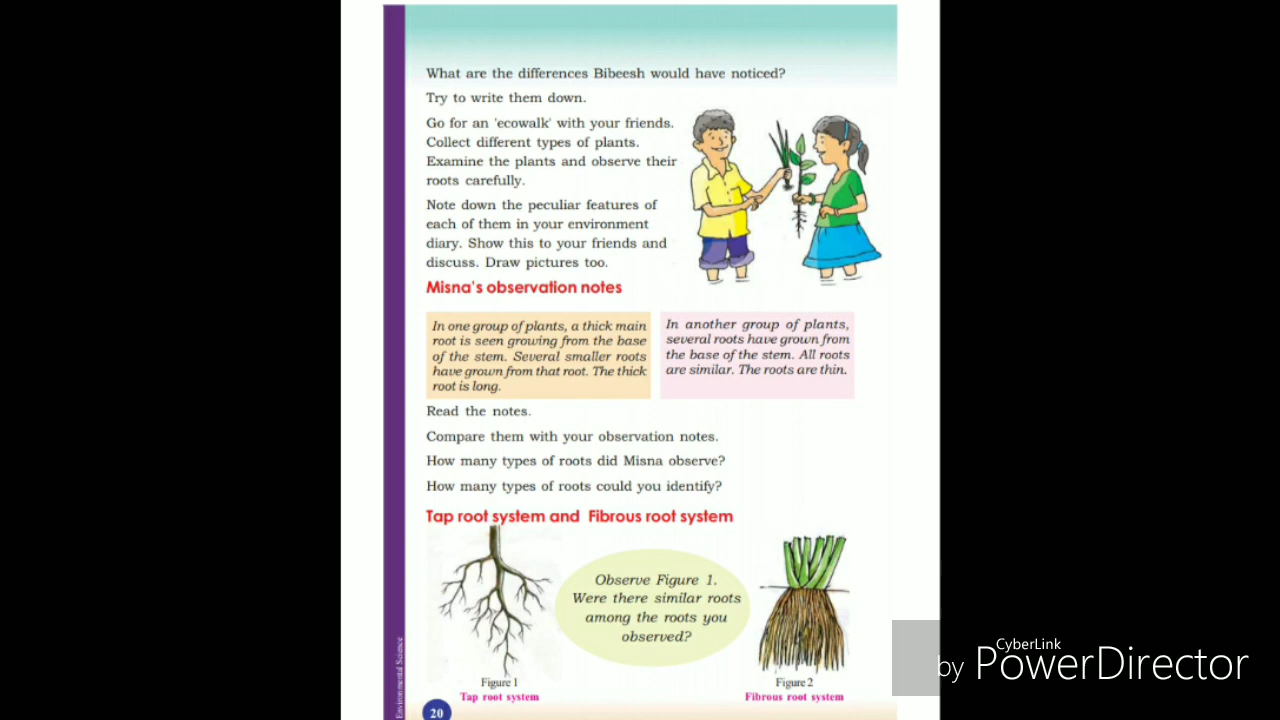 What are the differences Bibeesh would have noticed?
Try to write them down.
Go for an 'ecowalk' with your friends.
Collect different types of plants.
Examine the plants and observe their
roots carefully.
Note down the peculiar features of
each of them in your environment
diary. Show this to your friends and
discuss. Draw pictures too.
Misna's observation notes
In one group of plants, a thick main
root is seen growing from the base
of the stem. Several smaller roots
have grown from that root. The thick
root is long.
In another group of plants,
several roots have grown from
the base of the stem. All roots
are similar. The roots are thin.
Read the notes.
Compare them with your observation notes.
How many types of roots did Misna observe?
How many types of roots could you identify?
Tap root system and Fibrous root system
Observe Figure 1.
Were there similar roots
among the roots you
observed?
Figure 1
Tap root system
Figure 2
Fibrous root system
Environmental Science
20
by CyberLink
PowerDirector